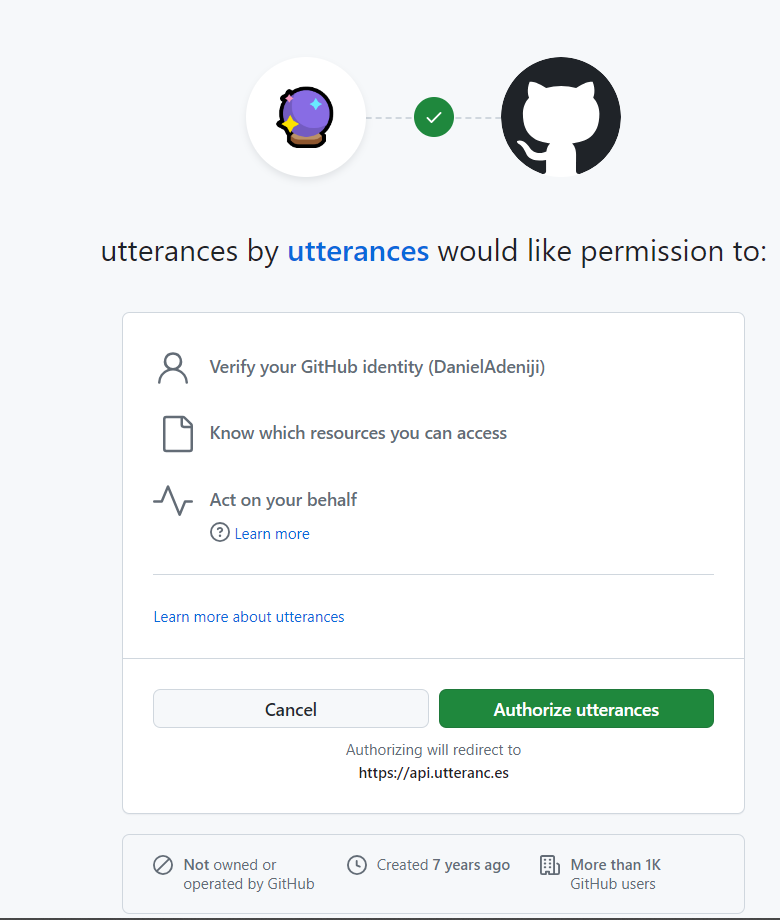 utterances by utterances would like permission to:
Verify your GitHub identity (DanielAdeniji)
Know which resources you can access
Act on your behalf
Learn more
Learn more about utterances
Cancel
Authorize utterances
Authorizing will redirect to
https://api.utteranc.es
Not owned or
operated by GitHub
Created 7 years ago
More than 1K
GitHub users